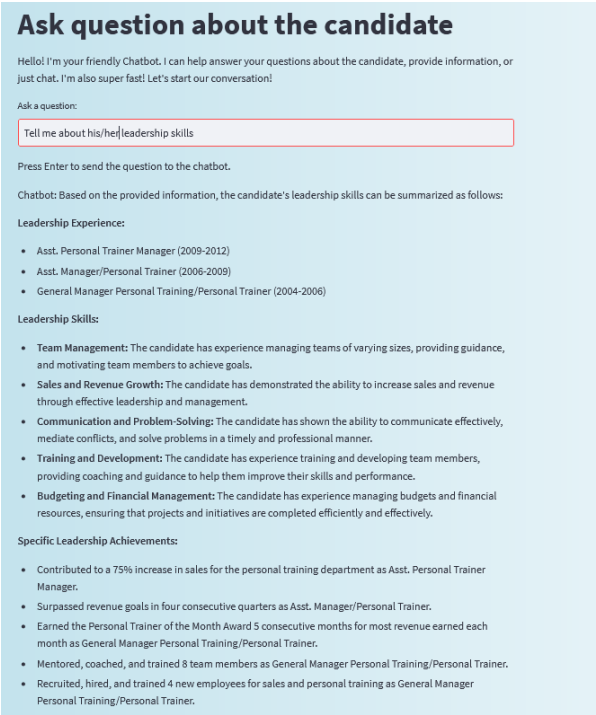 Ask question about the candidate
Hello! I'm your friendly Chatbot. I can help answer your questions about the candidate, provide information, or
just chat. I'm also super fast! Let's start our conversation!
Ask a question:
Tell me about his/her leadership skills
Press Enter to send the question to the chatbot.
Chatbot: Based on the provided information, the candidate's leadership skills can be summarized as follows:
Leadership Experience:
• Asst. Personal Trainer Manager (2009-2012)
• Asst. Manager/Personal Trainer (2006-2009)
• General Manager Personal Training/Personal Trainer (2004-2006)
Leadership Skills:
• Team Management: The candidate has experience managing teams of varying sizes, providing guidance,
and motivating team members to achieve goals.
• Sales and Revenue Growth: The candidate has demonstrated the ability to increase sales and revenue
through effective leadership and management.
• Communication and Problem-Solving: The candidate has shown the ability to communicate effectively,
mediate conflicts, and solve problems in a timely and professional manner.
• Training and Development: The candidate has experience training and developing team members,
providing coaching and guidance to help them improve their skills and performance.
• Budgeting and Financial Management: The candidate has experience managing budgets and financial
resources, ensuring that projects and initiatives are completed efficiently and effectively.
Specific Leadership Achievements:
• Contributed to a 75% increase in sales for the personal training department as Asst. Personal Trainer
Manager.
• Surpassed revenue goals in four consecutive quarters as Asst. Manager/Personal Trainer.
• Earned the Personal Trainer of the Month Award 5 consecutive months for most revenue earned each
month as General Manager Personal Training/Personal Trainer.
• Mentored, coached, and trained 8 team members as General Manager Personal Training/Personal Trainer.
• Recruited, hired, and trained 4 new employees for sales and personal training as General Manager
Personal Training/Personal Trainer.